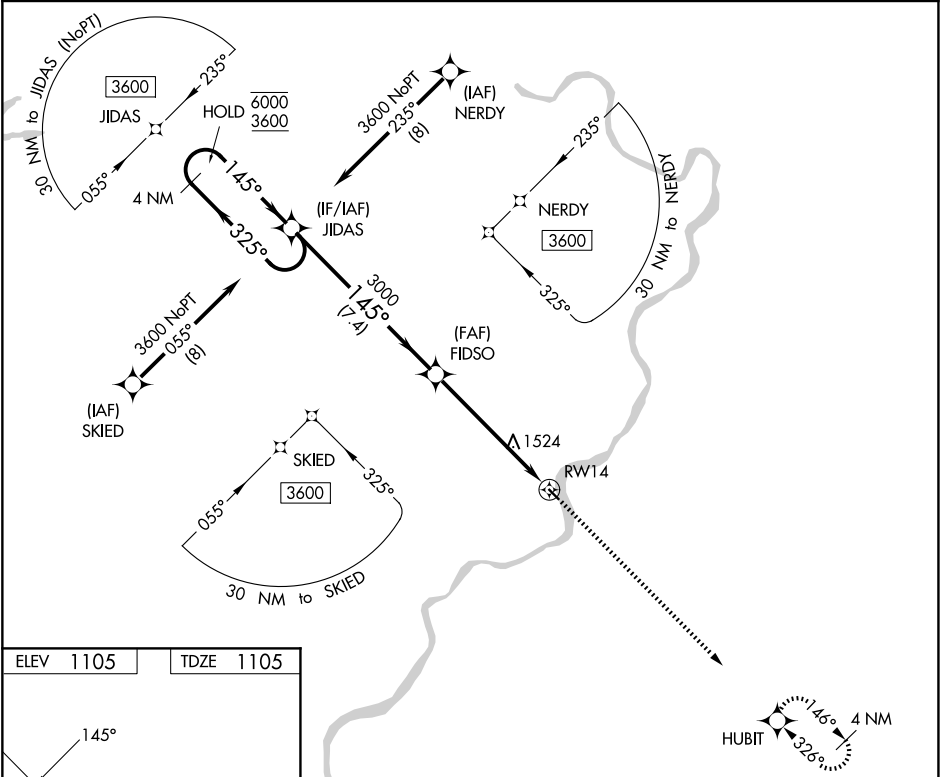 30 NM to JIDAS (NoPT)
3600
JIDAS
235°
055°
HOLD
6000
3600
4 NM
145°
325°
(IF/IAF)
JIDAS
3600 NoPT
235°
(8)
(IAF)
NERDY
235°
NERDY
3600
325°
30 NM to NERDY
3600 NoPT
055°
(8)
(IAF)
SKIED
3000
145°
(7.4)
(FAF)
FIDSO
1524
RW14
SKIED
3600
055°
325°
30 NM to SKIED
ELEV 1105
TDZE 1105
145°
HUBIT
146°
326°
4 NM